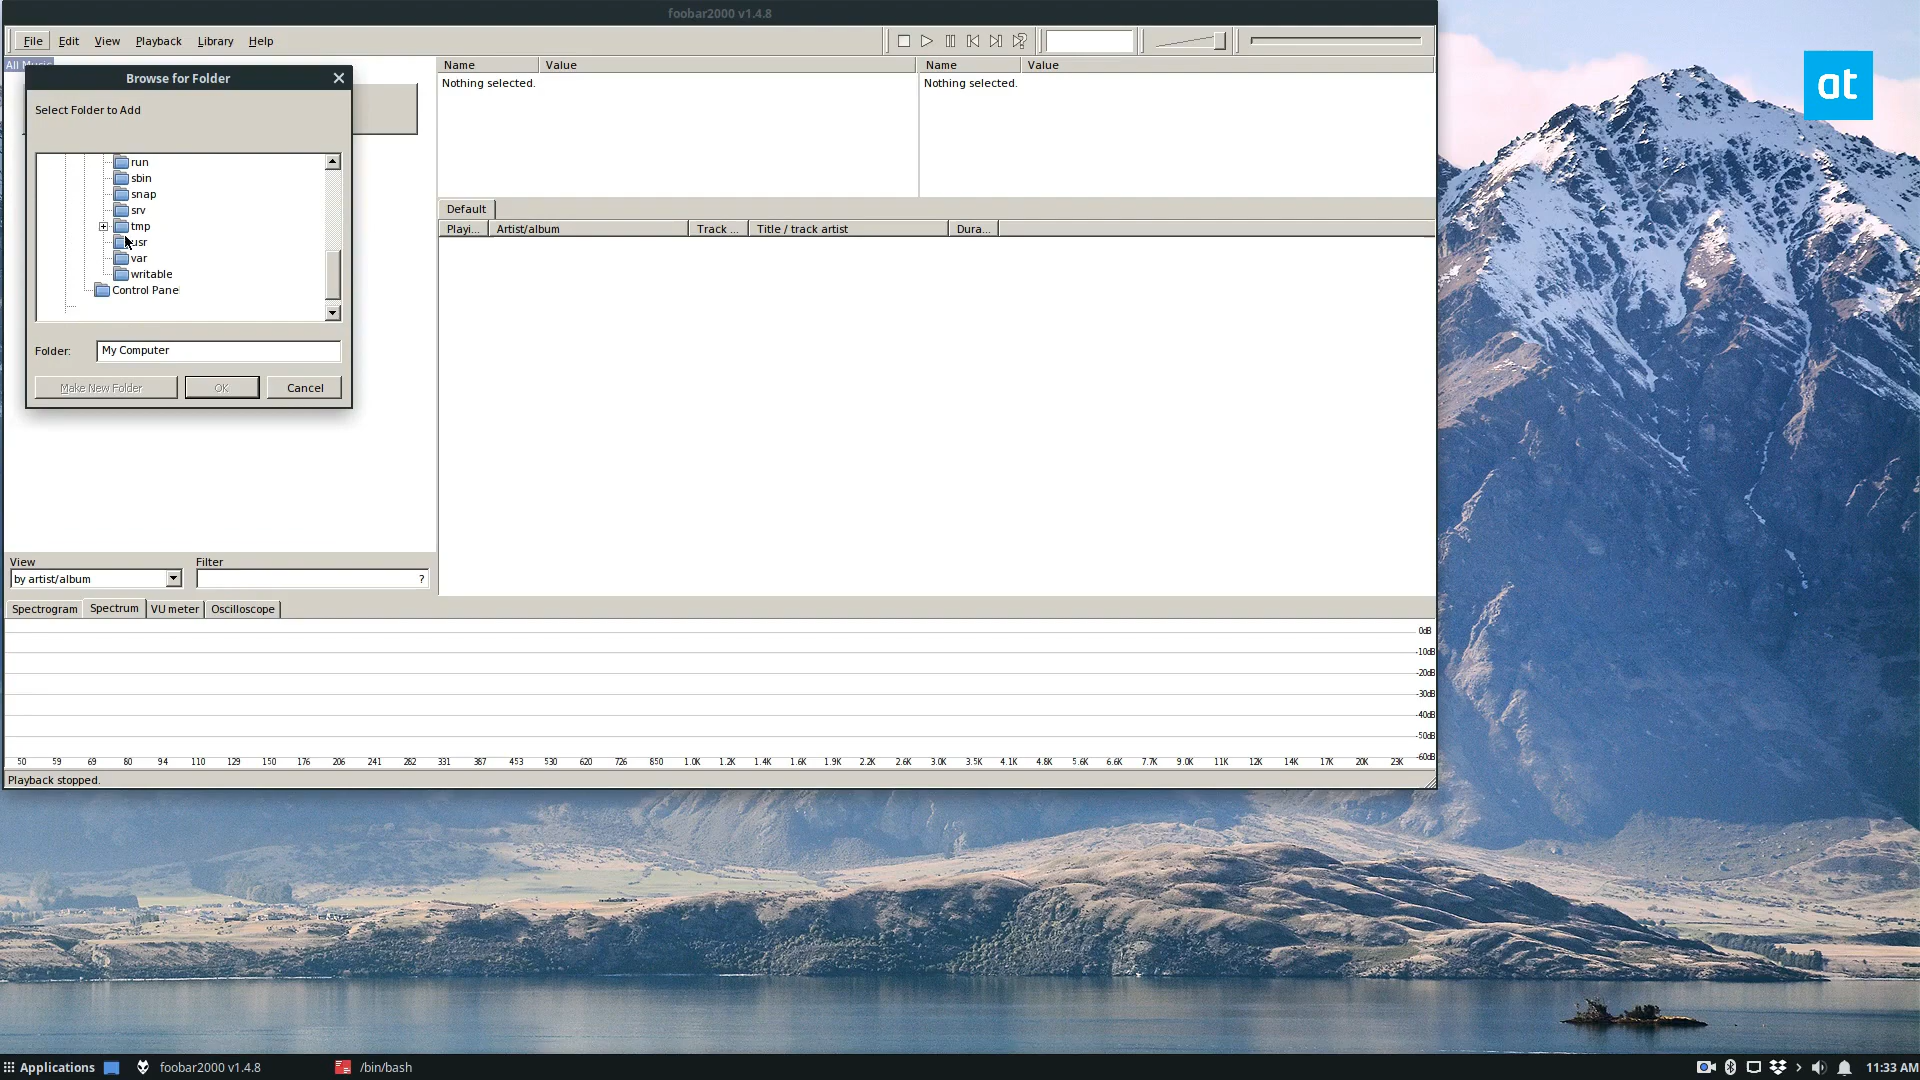 foobar2000 v1.4.8
File Edit View Playback Library Help
All Music
Browse for Folder
Select Folder to Add
run
sbin
snap
srv
tmp
usr
var
writable
Control Pane
Folder: My Computer
Make New Folder OK Cancel
Name Value Name Value
Nothing selected. Nothing selected.
Default
Playi... Artist/album Track ... Title / track artist Dura...
View Filter
by artist/album ?
Spectrogram Spectrum VU meter Oscilloscope
0dB
-10dB
-20dB
-30dB
-40dB
-50dB
-60dB
50 59 69 80 94 110 129 150 176 206 241 282 331 387 453 530 620 726 850 1.0K 1.2K 1.4K 1.6K 1.9K 2.2K 2.6K 3.0K 3.5K 4.1K 4.8K 5.6K 6.6K 7.7K 9.0K 11K 12K 14K 17K 20K 23K
Playback stopped.
at
Applications foobar2000 v1.4.8 /bin/bash 11:33 AM